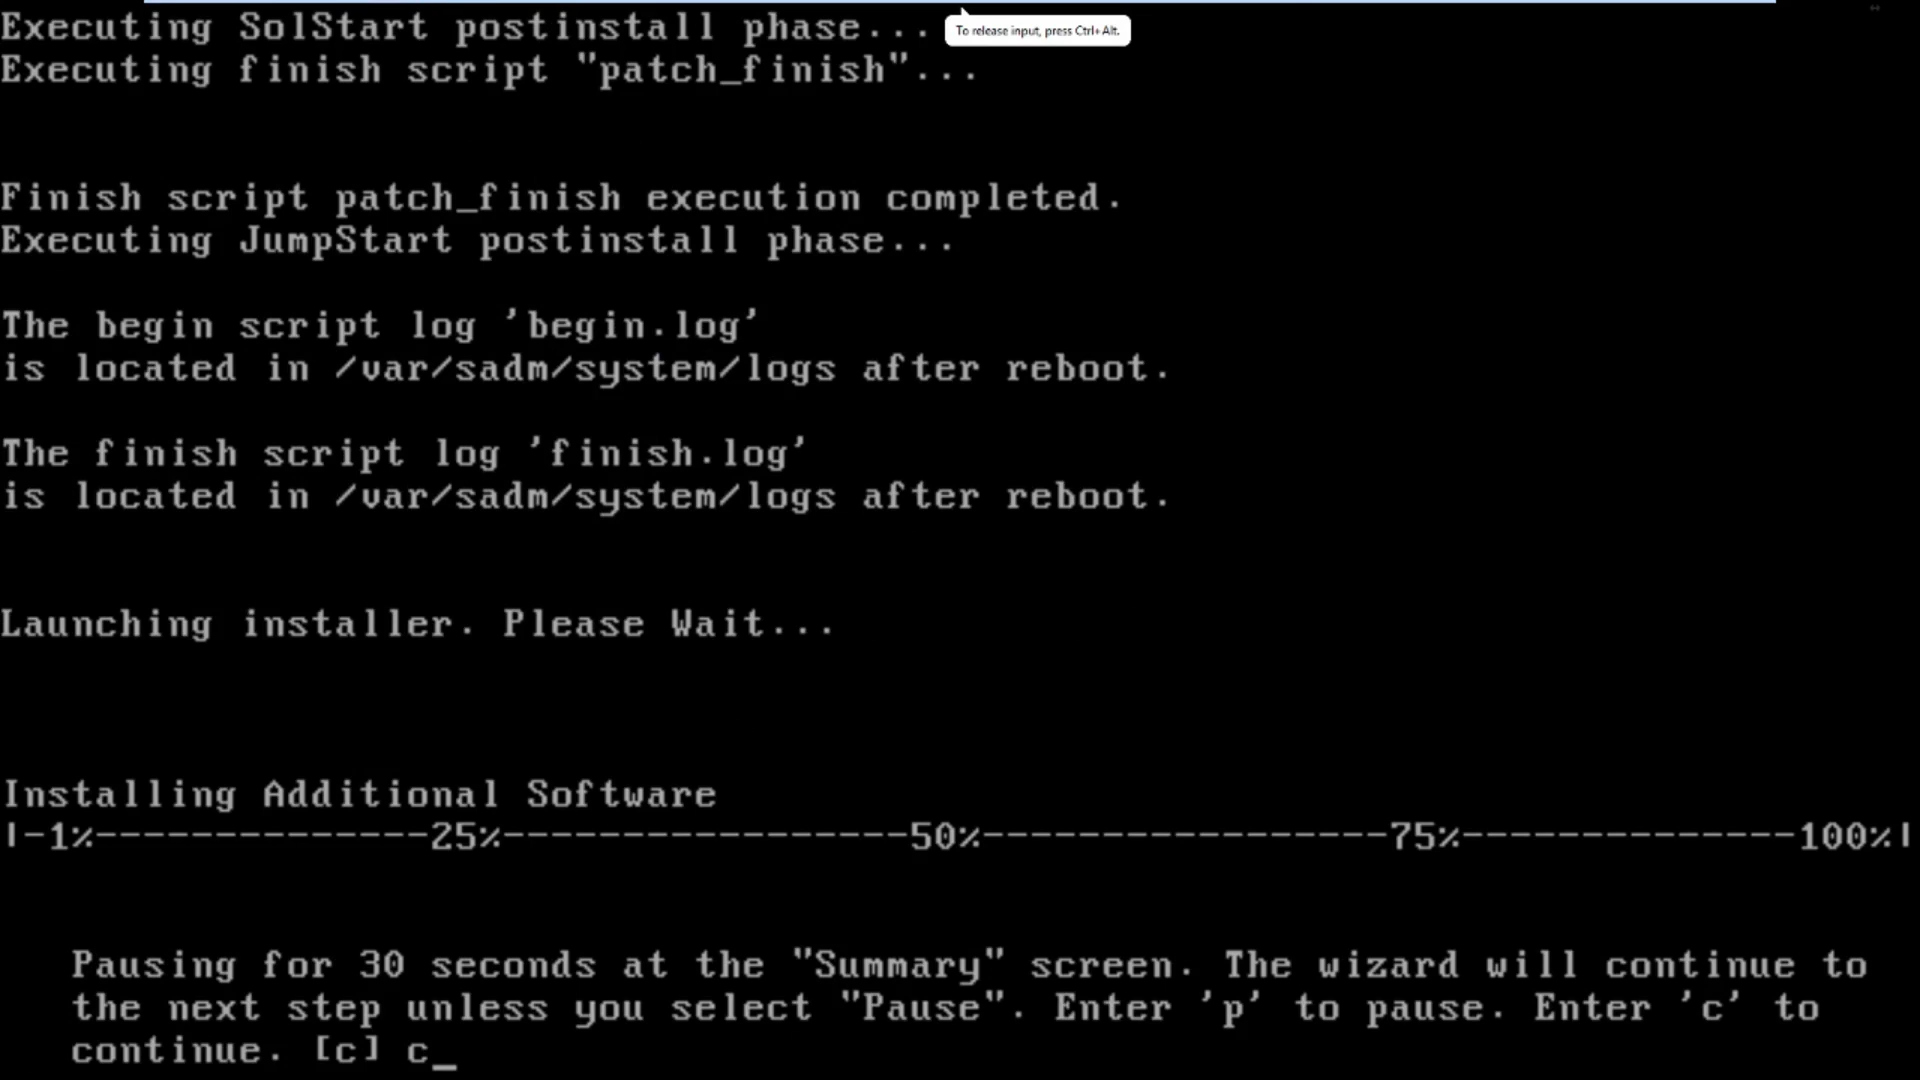 Executing SolStart postinstall phase...
To release input, press Ctrl+Alt.
Executing finish script "patch_finish"...
Finish script patch_finish execution completed.
Executing JumpStart postinstall phase...
The begin script log 'begin.log'
is located in /var/sadm/system/logs after reboot.
The finish script log 'finish.log'
is located in /var/sadm/system/logs after reboot.
Launching installer. Please Wait...
Installing Additional Software
|-1%--------------25%-----------------50%-----------------75%--------------100%|
Pausing for 30 seconds at the "Summary" screen. The wizard will continue to
the next step unless you select "Pause". Enter 'p' to pause. Enter 'c' to
continue. [c] c_